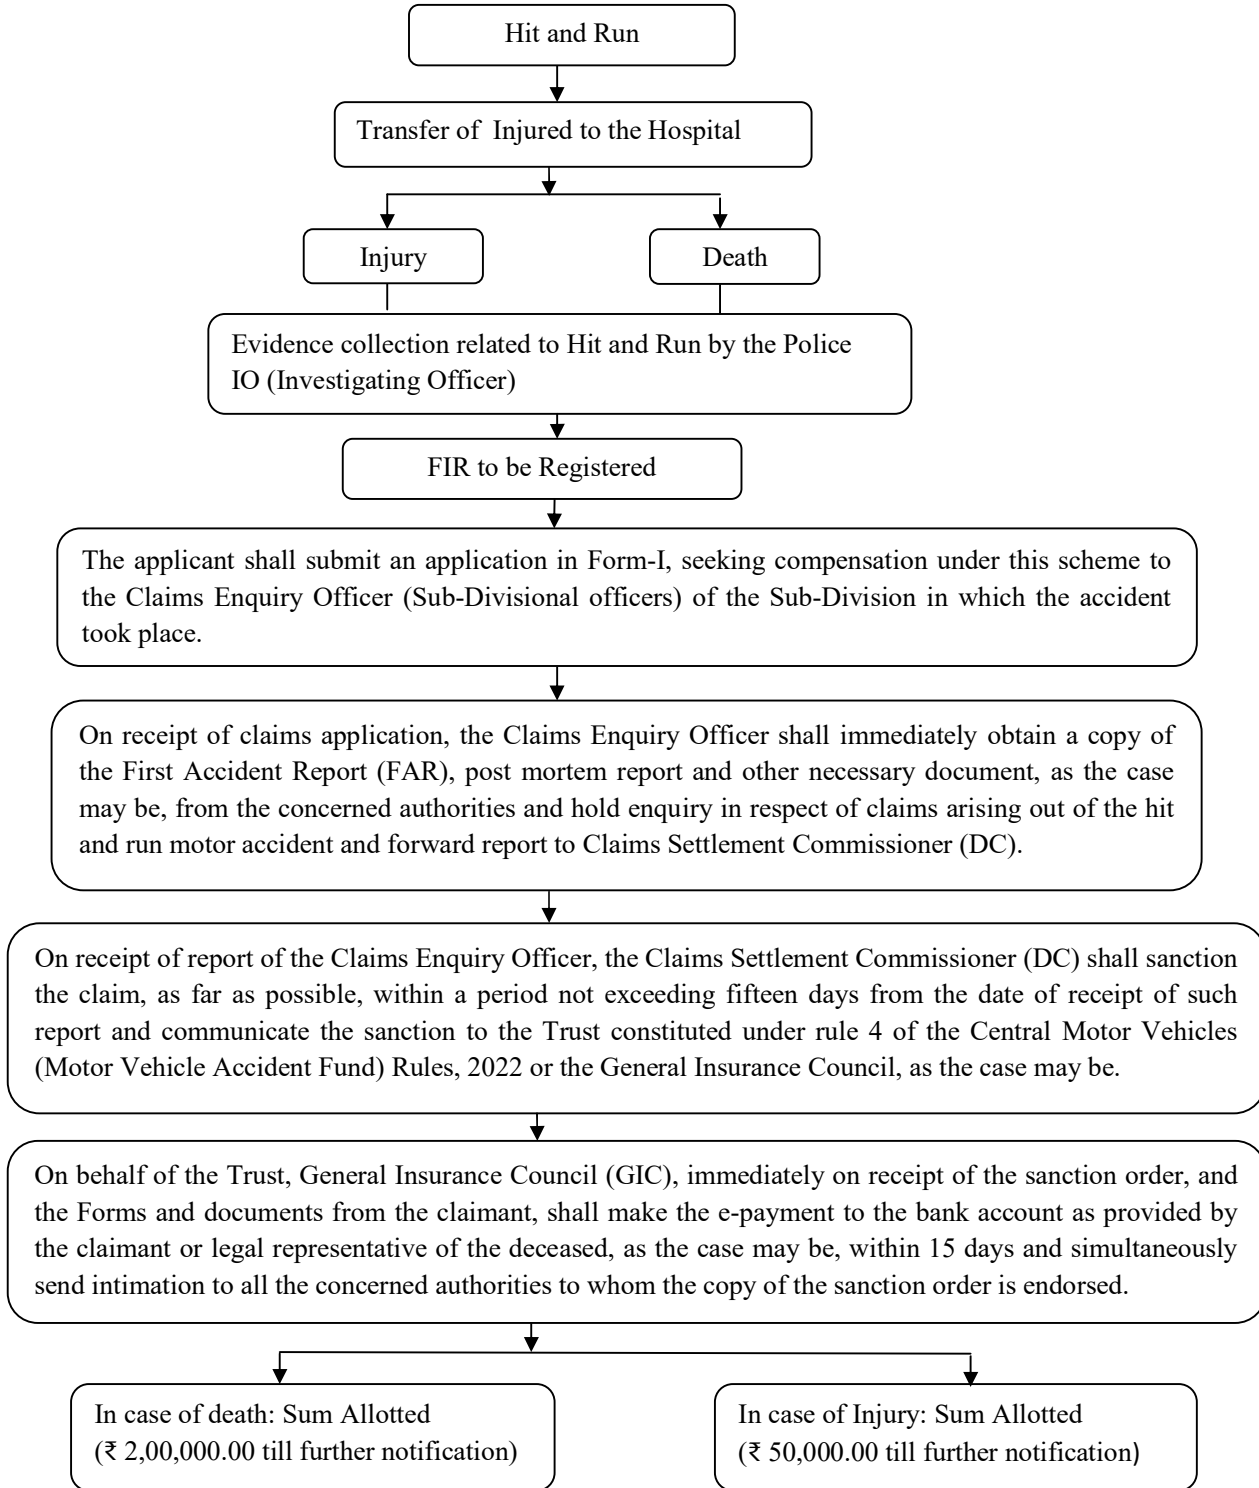 Hit and Run
Transfer of Injured to the Hospital
Injury
Death
Evidence collection related to Hit and Run by the Police
IO (Investigating Officer)
FIR to be Registered
The applicant shall submit an application in Form-I, seeking compensation under this scheme to
the Claims Enquiry Officer (Sub-Divisional officers) of the Sub-Division in which the accident
took place.
On receipt of claims application, the Claims Enquiry Officer shall immediately obtain a copy of
the First Accident Report (FAR), post mortem report and other necessary document, as the case
may be, from the concerned authorities and hold enquiry in respect of claims arising out of the hit
and run motor accident and forward report to Claims Settlement Commissioner (DC).
On receipt of report of the Claims Enquiry Officer, the Claims Settlement Commissioner (DC) shall sanction
the claim, as far as possible, within a period not exceeding fifteen days from the date of receipt of such
report and communicate the sanction to the Trust constituted under rule 4 of the Central Motor Vehicles
(Motor Vehicle Accident Fund) Rules, 2022 or the General Insurance Council, as the case may be.
On behalf of the Trust, General Insurance Council (GIC), immediately on receipt of the sanction order, and
the Forms and documents from the claimant, shall make the e-payment to the bank account as provided by
the claimant or legal representative of the deceased, as the case may be, within 15 days and simultaneously
send intimation to all the concerned authorities to whom the copy of the sanction order is endorsed.
In case of death: Sum Allotted
(₹ 2,00,000.00 till further notification)
In case of Injury: Sum Allotted
(₹ 50,000.00 till further notification)